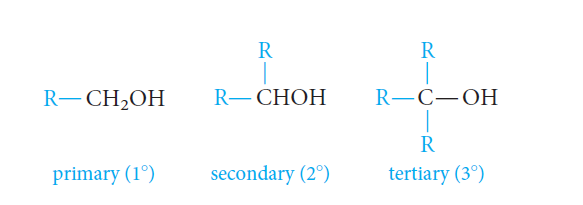 R R
R—CH₂OH R—CHOH R—C—OH
R
primary (1°) secondary (2°) tertiary (3°)